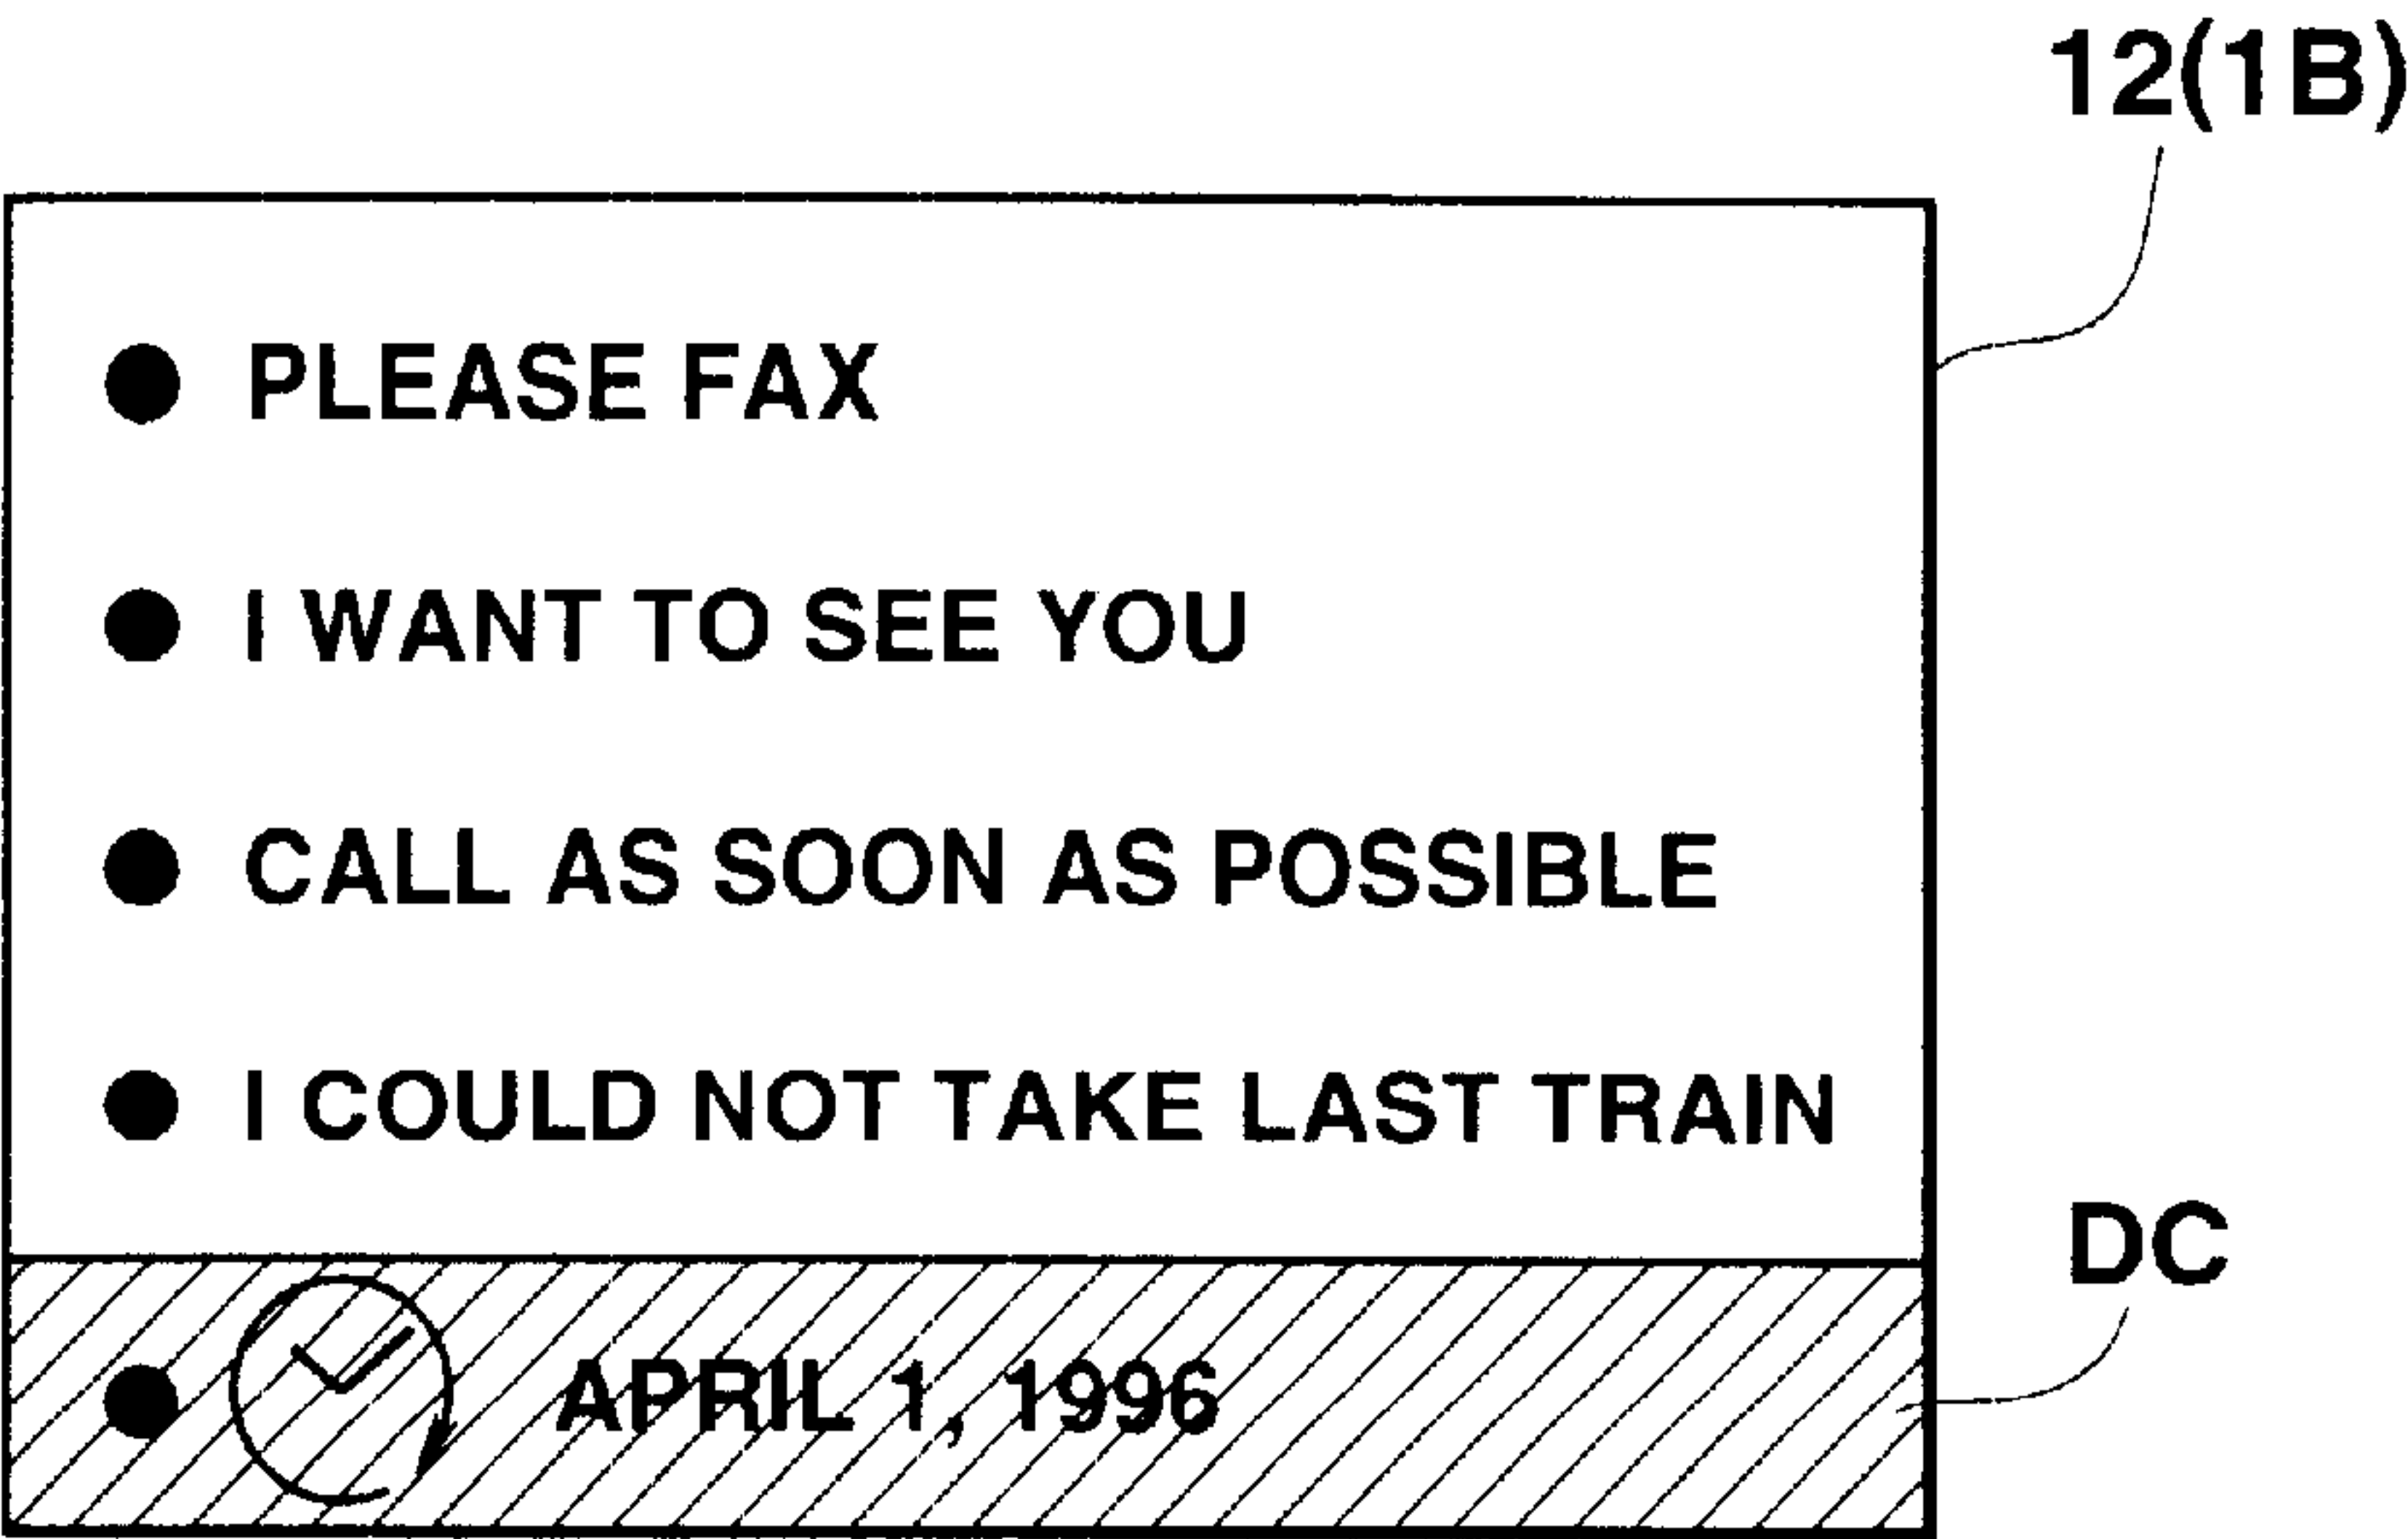 12(1B)
● PLEASE FAX
● I WANT TO SEE YOU
● CALL AS SOON AS POSSIBLE
● I COULD NOT TAKE LAST TRAIN
DC
● APRIL 1, 1996